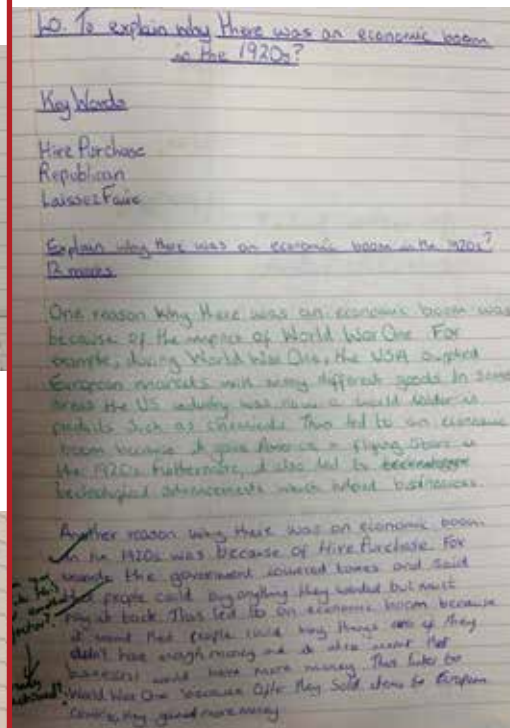 LO. To explain why there was an economic boom
in the 1920s?
Key Words
Hire Purchase
Republican
Laissez Faire
Explain why there was an economic boom in the 1920s?
12 marks
One reason why there was an economic boom was
because of the impact of World War One. For
example, during World War One, the USA supplied
European markets with many different goods. In some
areas the US industry was now a world leader in
products such as chemicals. This led to an economic
boom because it gave America a flying start in
the 1920s. Furthermore, it also led to
technological advancements which helped businesses.
Another reason why there was an economic boom
in the 1920s was because of Hire Purchase. For
the government lowered taxes and said
that people could buy anything they wanted but must
pay it back. This led to an economic boom because
it meant that people could buy things if they
didn't have enough money and it also meant that
businesses would have more money. This links to
World War One because after they sold items to European
they gained more money